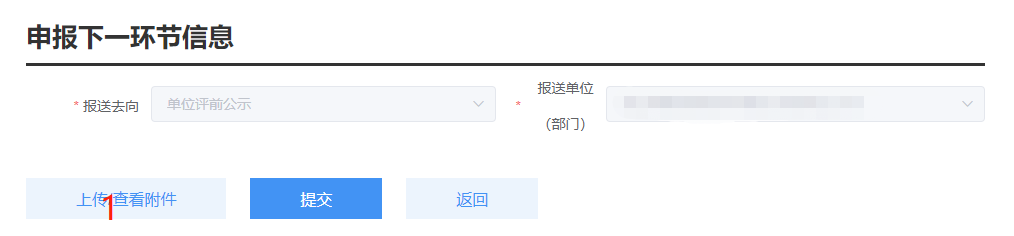 申报下一环节信息
* 报送去向 单位评前公示 * 报送单位
（部门）
上传/查看附件 提交 返回
1